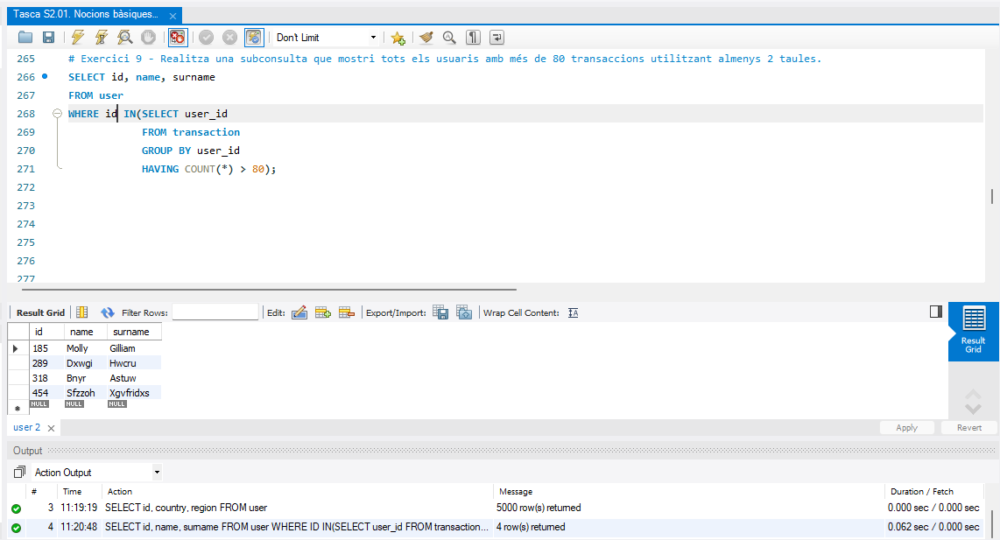 Tasca S2.01. Nocions bàsiques...
Don't Limit
265 # Exercici 9 - Realitza una subconsulta que mostri tots els usuaris amb més de 80 transaccions utilitzant almenys 2 taules.
266 SELECT id, name, surname
267 FROM user
268 WHERE id IN(SELECT user_id
269 FROM transaction
270 GROUP BY user_id
271 HAVING COUNT(*) > 80);
272
273
274
275
276
277
Result Grid Filter Rows: Edit: Export/Import: Wrap Cell Content:
id name surname
185 Molly Gilliam
289 Dxwgi Hwcru
318 Bnyr Astuw
454 Sfzzoh Xgvfridxs
NULL NULL NULL
Result Grid
user 2 Apply Revert
Output
Action Output
# Time Action Message Duration / Fetch
3 11:19:19 SELECT id, country, region FROM user 5000 row(s) returned 0.000 sec / 0.000 sec
4 11:20:48 SELECT id, name, surname FROM user WHERE ID IN(SELECT user_id FROM transaction... 4 row(s) returned 0.062 sec / 0.000 sec